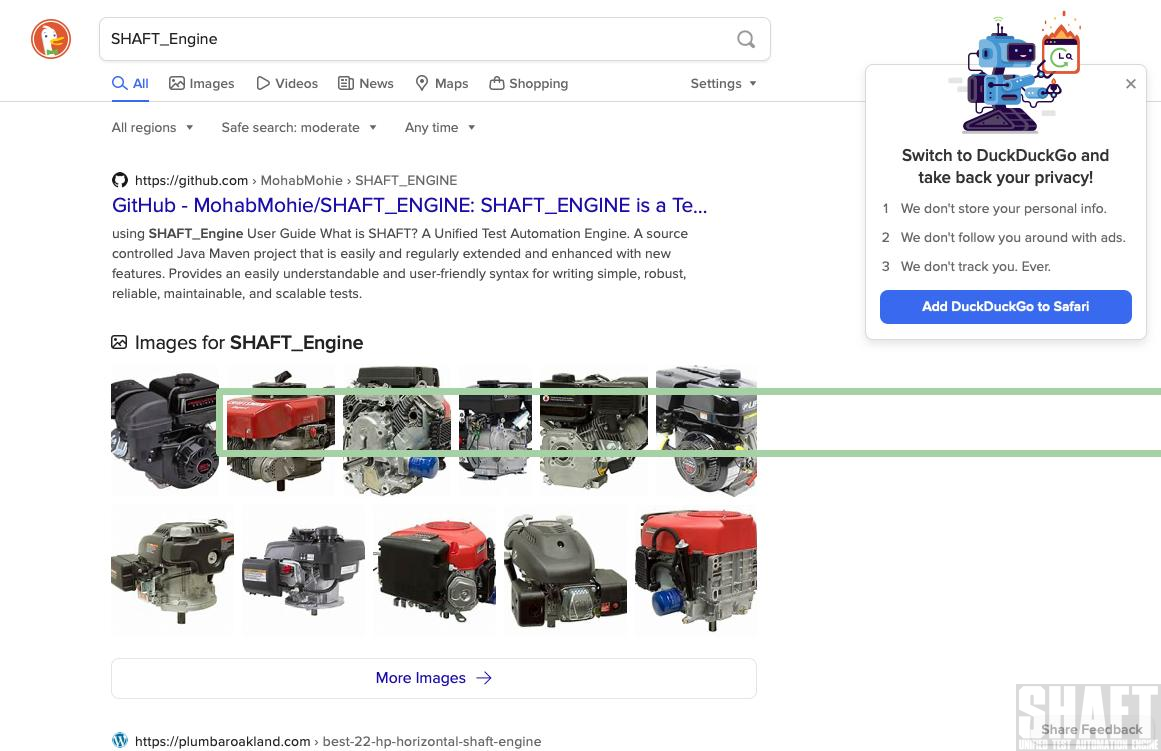 SHAFT_Engine
All
Images
Videos
News
Maps
Shopping
Settings
All regions
Safe search: moderate
Any time
Switch to DuckDuckGo and
take back your privacy!
1 We don't store your personal info.
2 We don't follow you around with ads.
3 We don't track you. Ever.
Add DuckDuckGo to Safari
https://github.com › MohabMohie › SHAFT_ENGINE
GitHub - MohabMohie/SHAFT_ENGINE: SHAFT_ENGINE is a Te...
using SHAFT_Engine User Guide What is SHAFT? A Unified Test Automation Engine. A source
controlled Java Maven project that is easily and regularly extended and enhanced with new
features. Provides an easily understandable and user-friendly syntax for writing simple, robust,
reliable, maintainable, and scalable tests.
Images for SHAFT_Engine
More Images
https://plumbaroakland.com › best-22-hp-horizontal-shaft-engine
SHAFT
Share Feedback